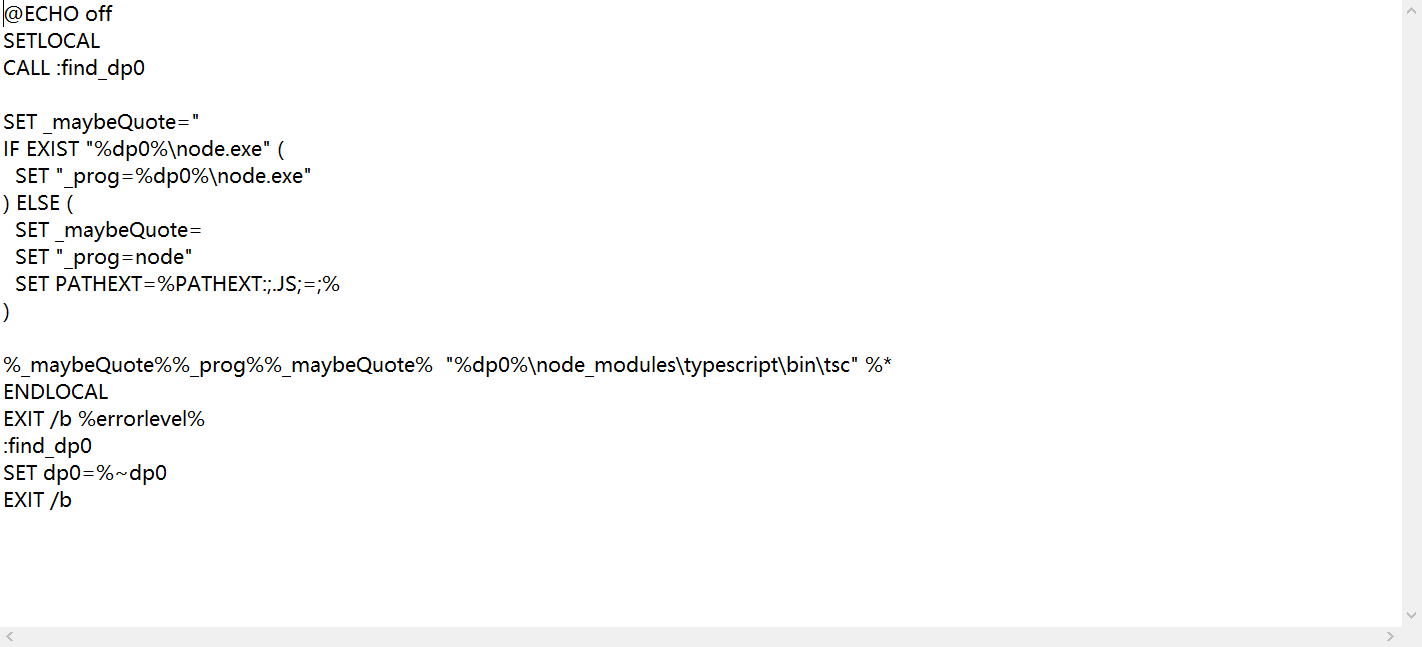 @ECHO off
SETLOCAL
CALL :find_dp0
SET _maybeQuote="
IF EXIST "%dp0%\node.exe" (
SET "_prog=%dp0%\node.exe"
) ELSE (
SET _maybeQuote=
SET "_prog=node"
SET PATHEXT=%PATHEXT:;.JS;=;%
)
%_maybeQuote%%_prog%%_maybeQuote%  "%dp0%\node_modules\typescript\bin\tsc" %*
ENDLOCAL
EXIT /b %errorlevel%
:find_dp0
SET dp0=%~dp0
EXIT /b